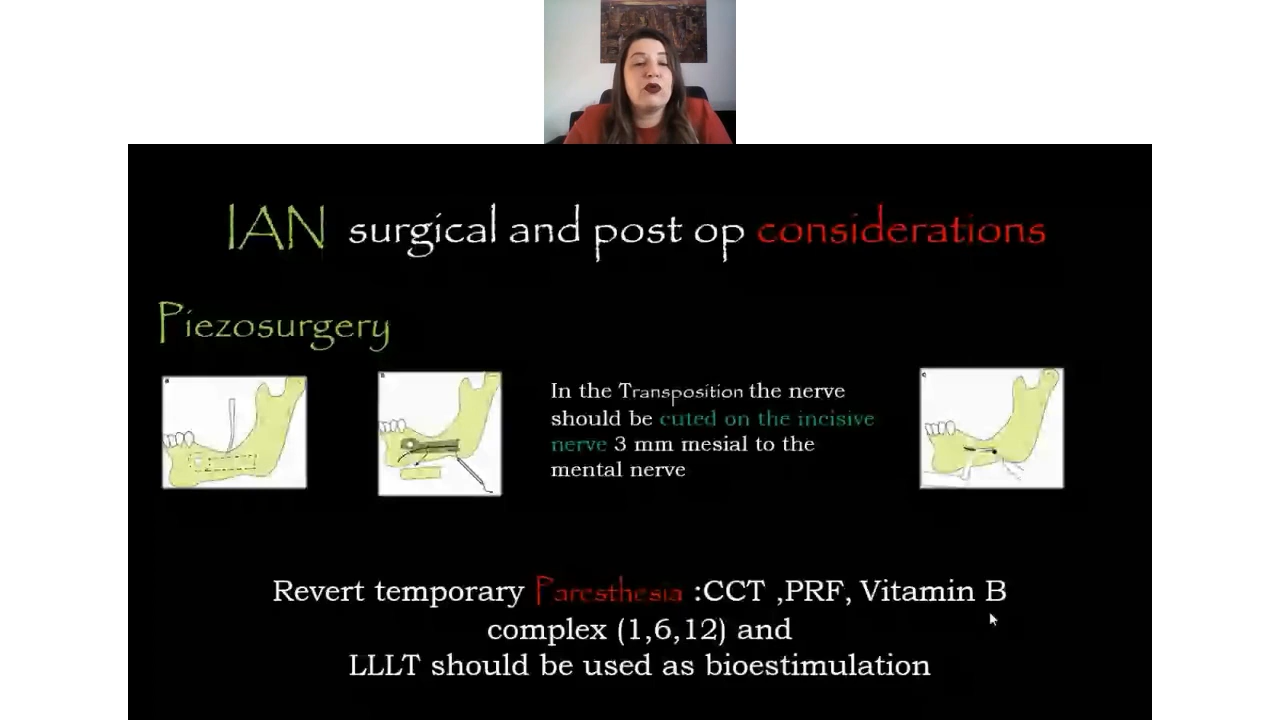 IAN surgical and post op considerations
Piezosurgery
In the Transposition the nerve
should be cuted on the incisive
nerve 3 mm mesial to the
mental nerve
Revert temporary Paresthesia :CCT ,PRF, Vitamin B
complex (1,6,12) and
LLLT should be used as bioestimulation